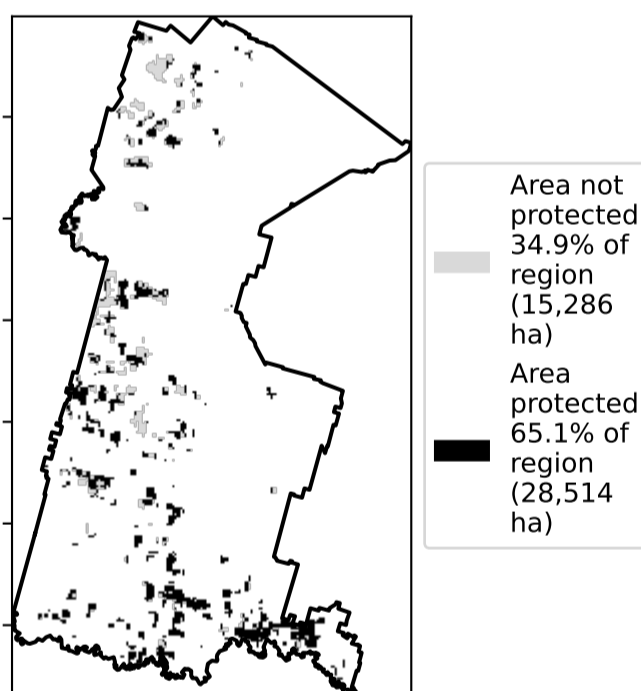 Area not
protected
34.9% of
region
(15,286
ha)
Area
protected
65.1% of
region
(28,514
ha)